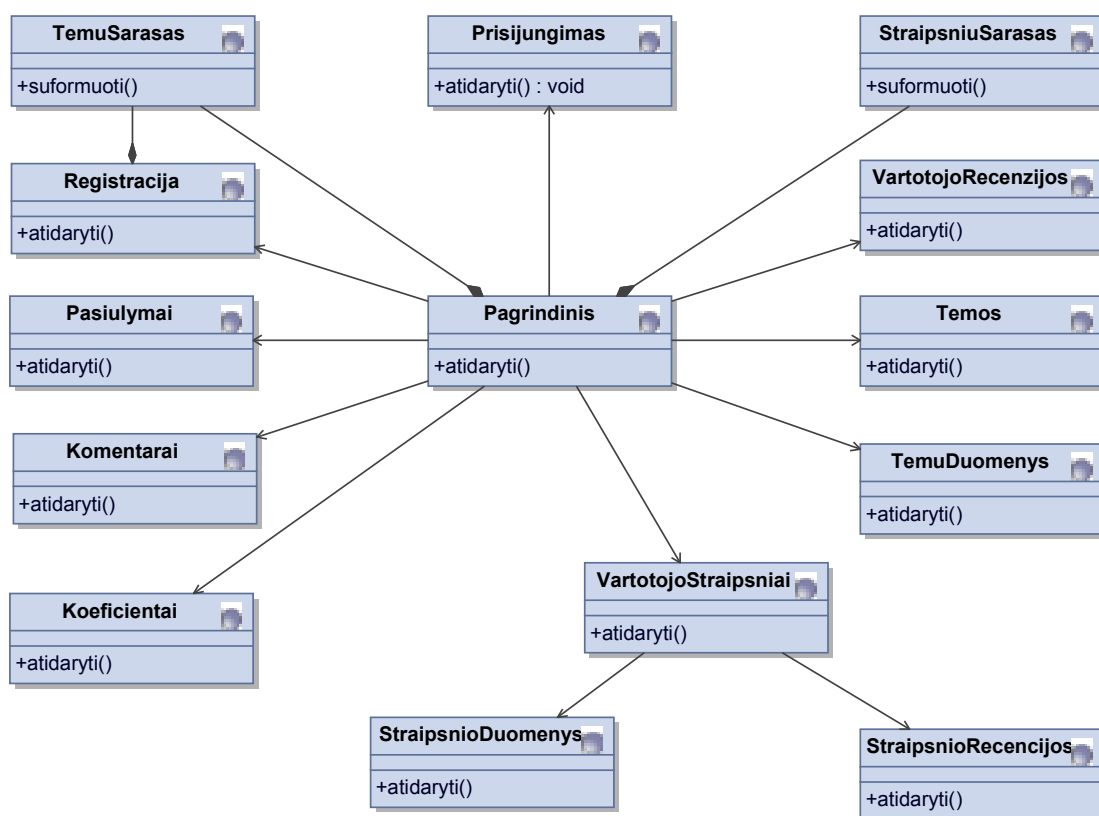 TemuSarasas
+suformuoti()
Prisijungimas
+atidaryti() : void
StraipsniuSarasas
+suformuoti()
Registracija
+atidaryti()
VartotojoRecenzijos
+atidaryti()
Pasiulymai
+atidaryti()
Pagrindinis
+atidaryti()
Temos
+atidaryti()
Komentarai
+atidaryti()
TemuDuomenys
+atidaryti()
Koeficientai
+atidaryti()
VartotojoStraipsniai
+atidaryti()
StraipsnioDuomenys
+atidaryti()
StraipsnioRecencijos
+atidaryti()